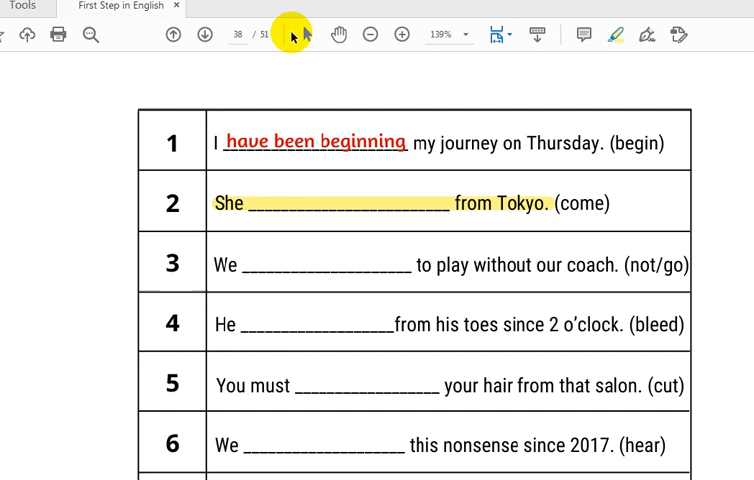 Tools First Step in English ×
38 / 51 139%
1 I have been beginning my journey on Thursday. (begin)
2 She ________________________ from Tokyo. (come)
3 We ____________________ to play without our coach. (not/go)
4 He __________________from his toes since 2 o’clock. (bleed)
5 You must _________________ your hair from that salon. (cut)
6 We ___________________ this nonsense since 2017. (hear)